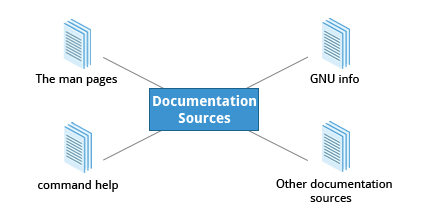 The man pages
GNU info
Documentation
Sources
command help
Other documentation
sources